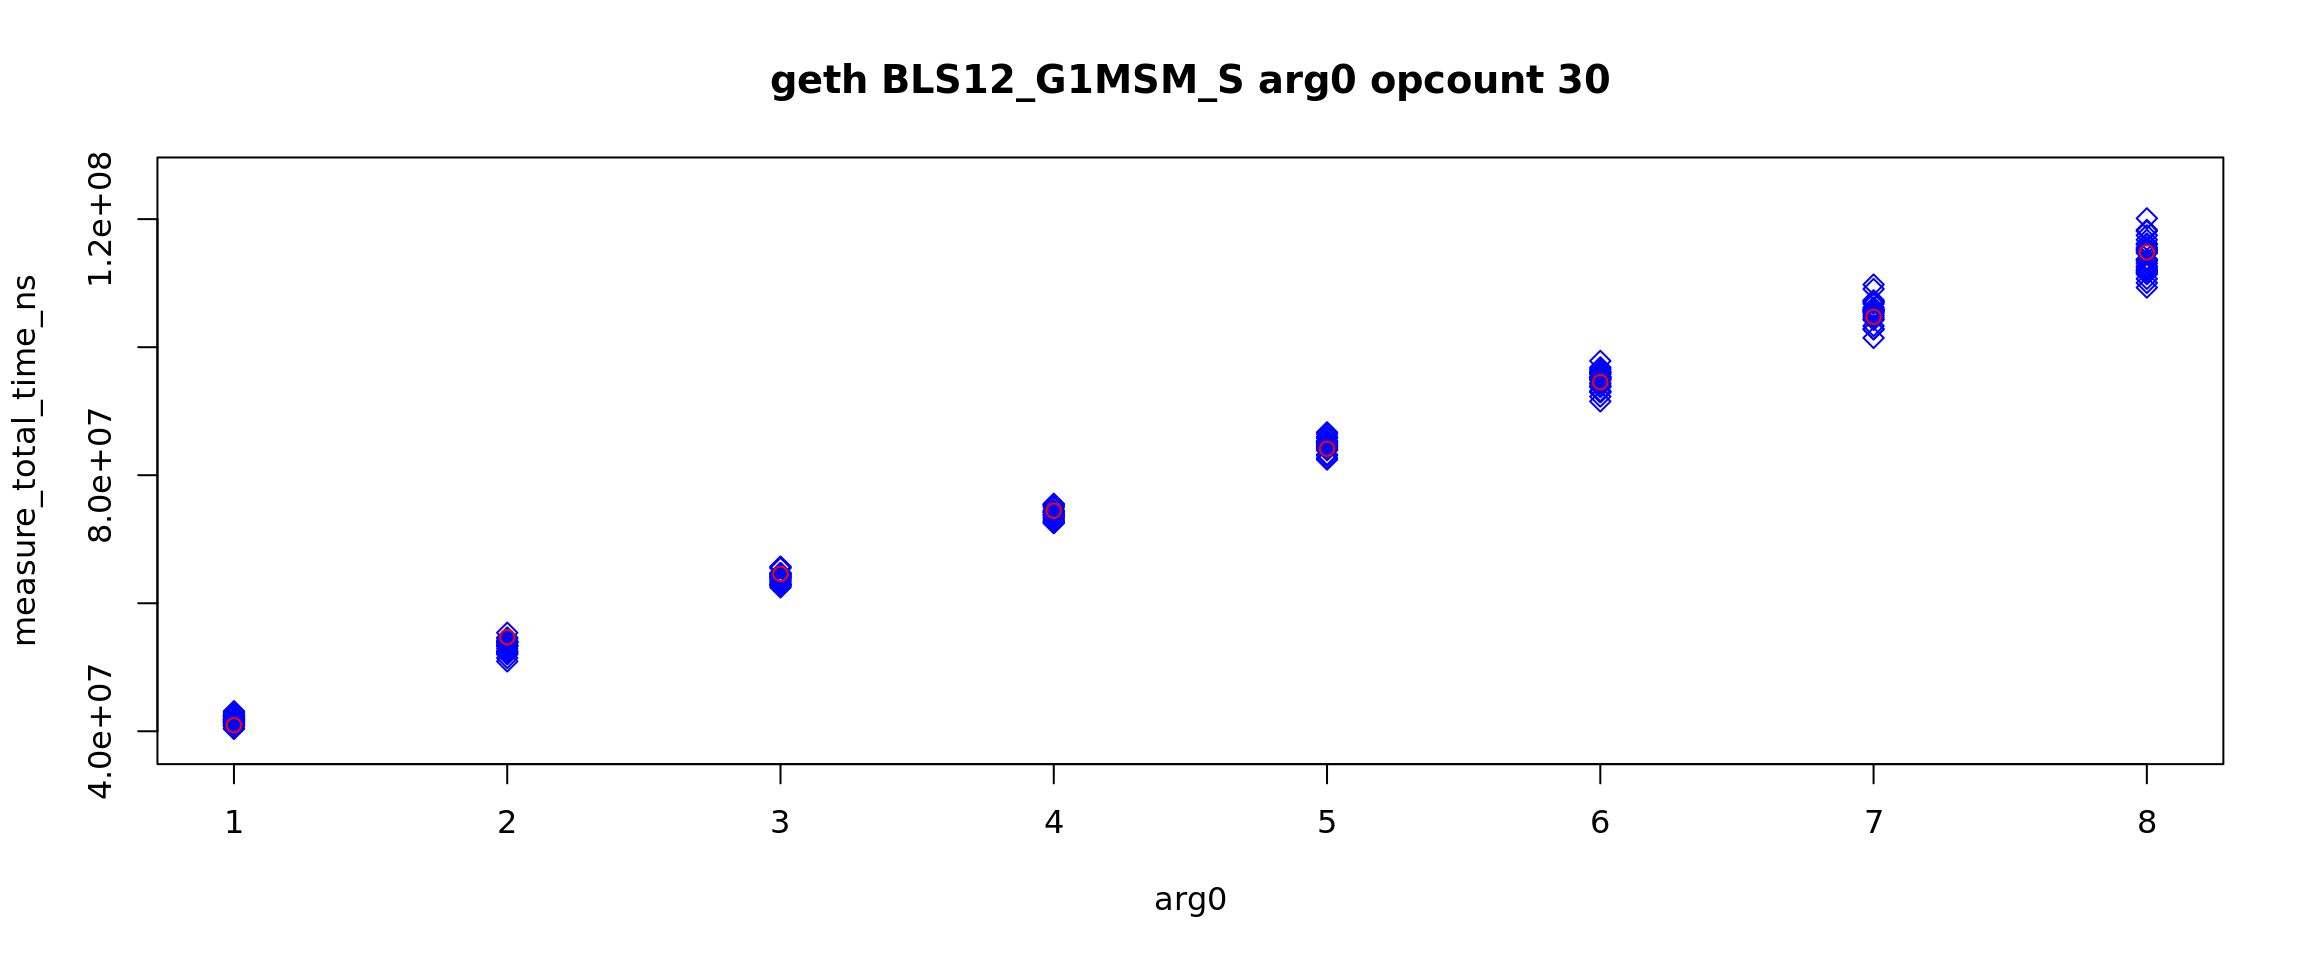 geth BLS12_G1MSM_S arg0 opcount 30
measure_total_time_ns
1.2e+08
8.0e+07
4.0e+07
1 2 3 4 5 6 7 8
arg0